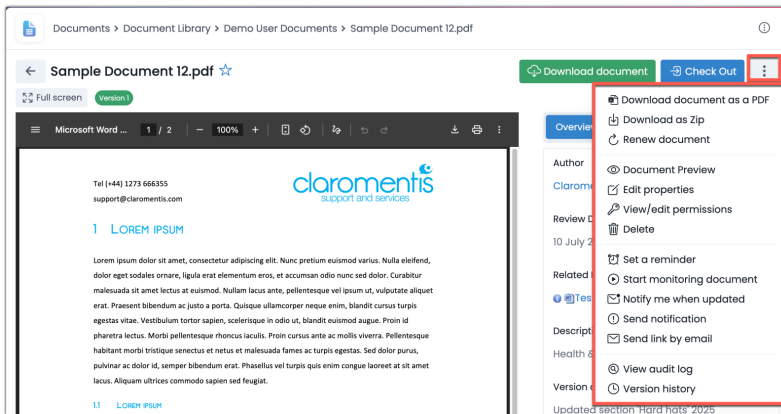 Documents > Document Library > Demo User Documents > Sample Document 12.pdf
Sample Document 12.pdf
Download document
Check Out
Full screen
Version 1
Microsoft Word ...
1 / 2
100%
Tel (+44) 1273 666355
support@claromentis.com
claromentis
support and services
1 LOREM IPSUM
Lorem ipsum dolor sit amet, consectetur adipiscing elit. Nunc pretium euismod varius. Nulla eleifend,
dolor eget sodales ornare, ligula erat elementum eros, et accumsan odio nunc sed dolor. Curabitur
malesuada sit amet lectus at euismod. Nullam lacus ante, pellentesque vel ipsum ut, vulputate aliquet
erat. Praesent bibendum ac justo a porta. Quisque ullamcorper neque enim, blandit cursus turpis
egestas vitae. Vestibulum tortor sapien, scelerisque in odio ut, blandit euismod augue. Proin id
pharetra lectus. Morbi pellentesque rhoncus iaculis. Proin cursus ante ac mollis viverra. Pellentesque
habitant morbi tristique senectus et netus et malesuada fames ac turpis egestas. Sed dolor purus,
pulvinar ac dolor id, semper bibendum erat. Phasellus vel turpis quis enim congue laoreet at sit amet
lacus. Aliquam ultrices commodo sapien sed feugiat.
1.1 LOREM IPSUM
Overvie
Author
Clarome
Review D
10 July 2
Related
Tes
Descript
Health &
Version
Updated section 'Hard hats' 2025
Download document as a PDF
Download as Zip
Renew document
Document Preview
Edit properties
View/edit permissions
Delete
Set a reminder
Start monitoring document
Notify me when updated
Send notification
Send link by email
View audit log
Version history